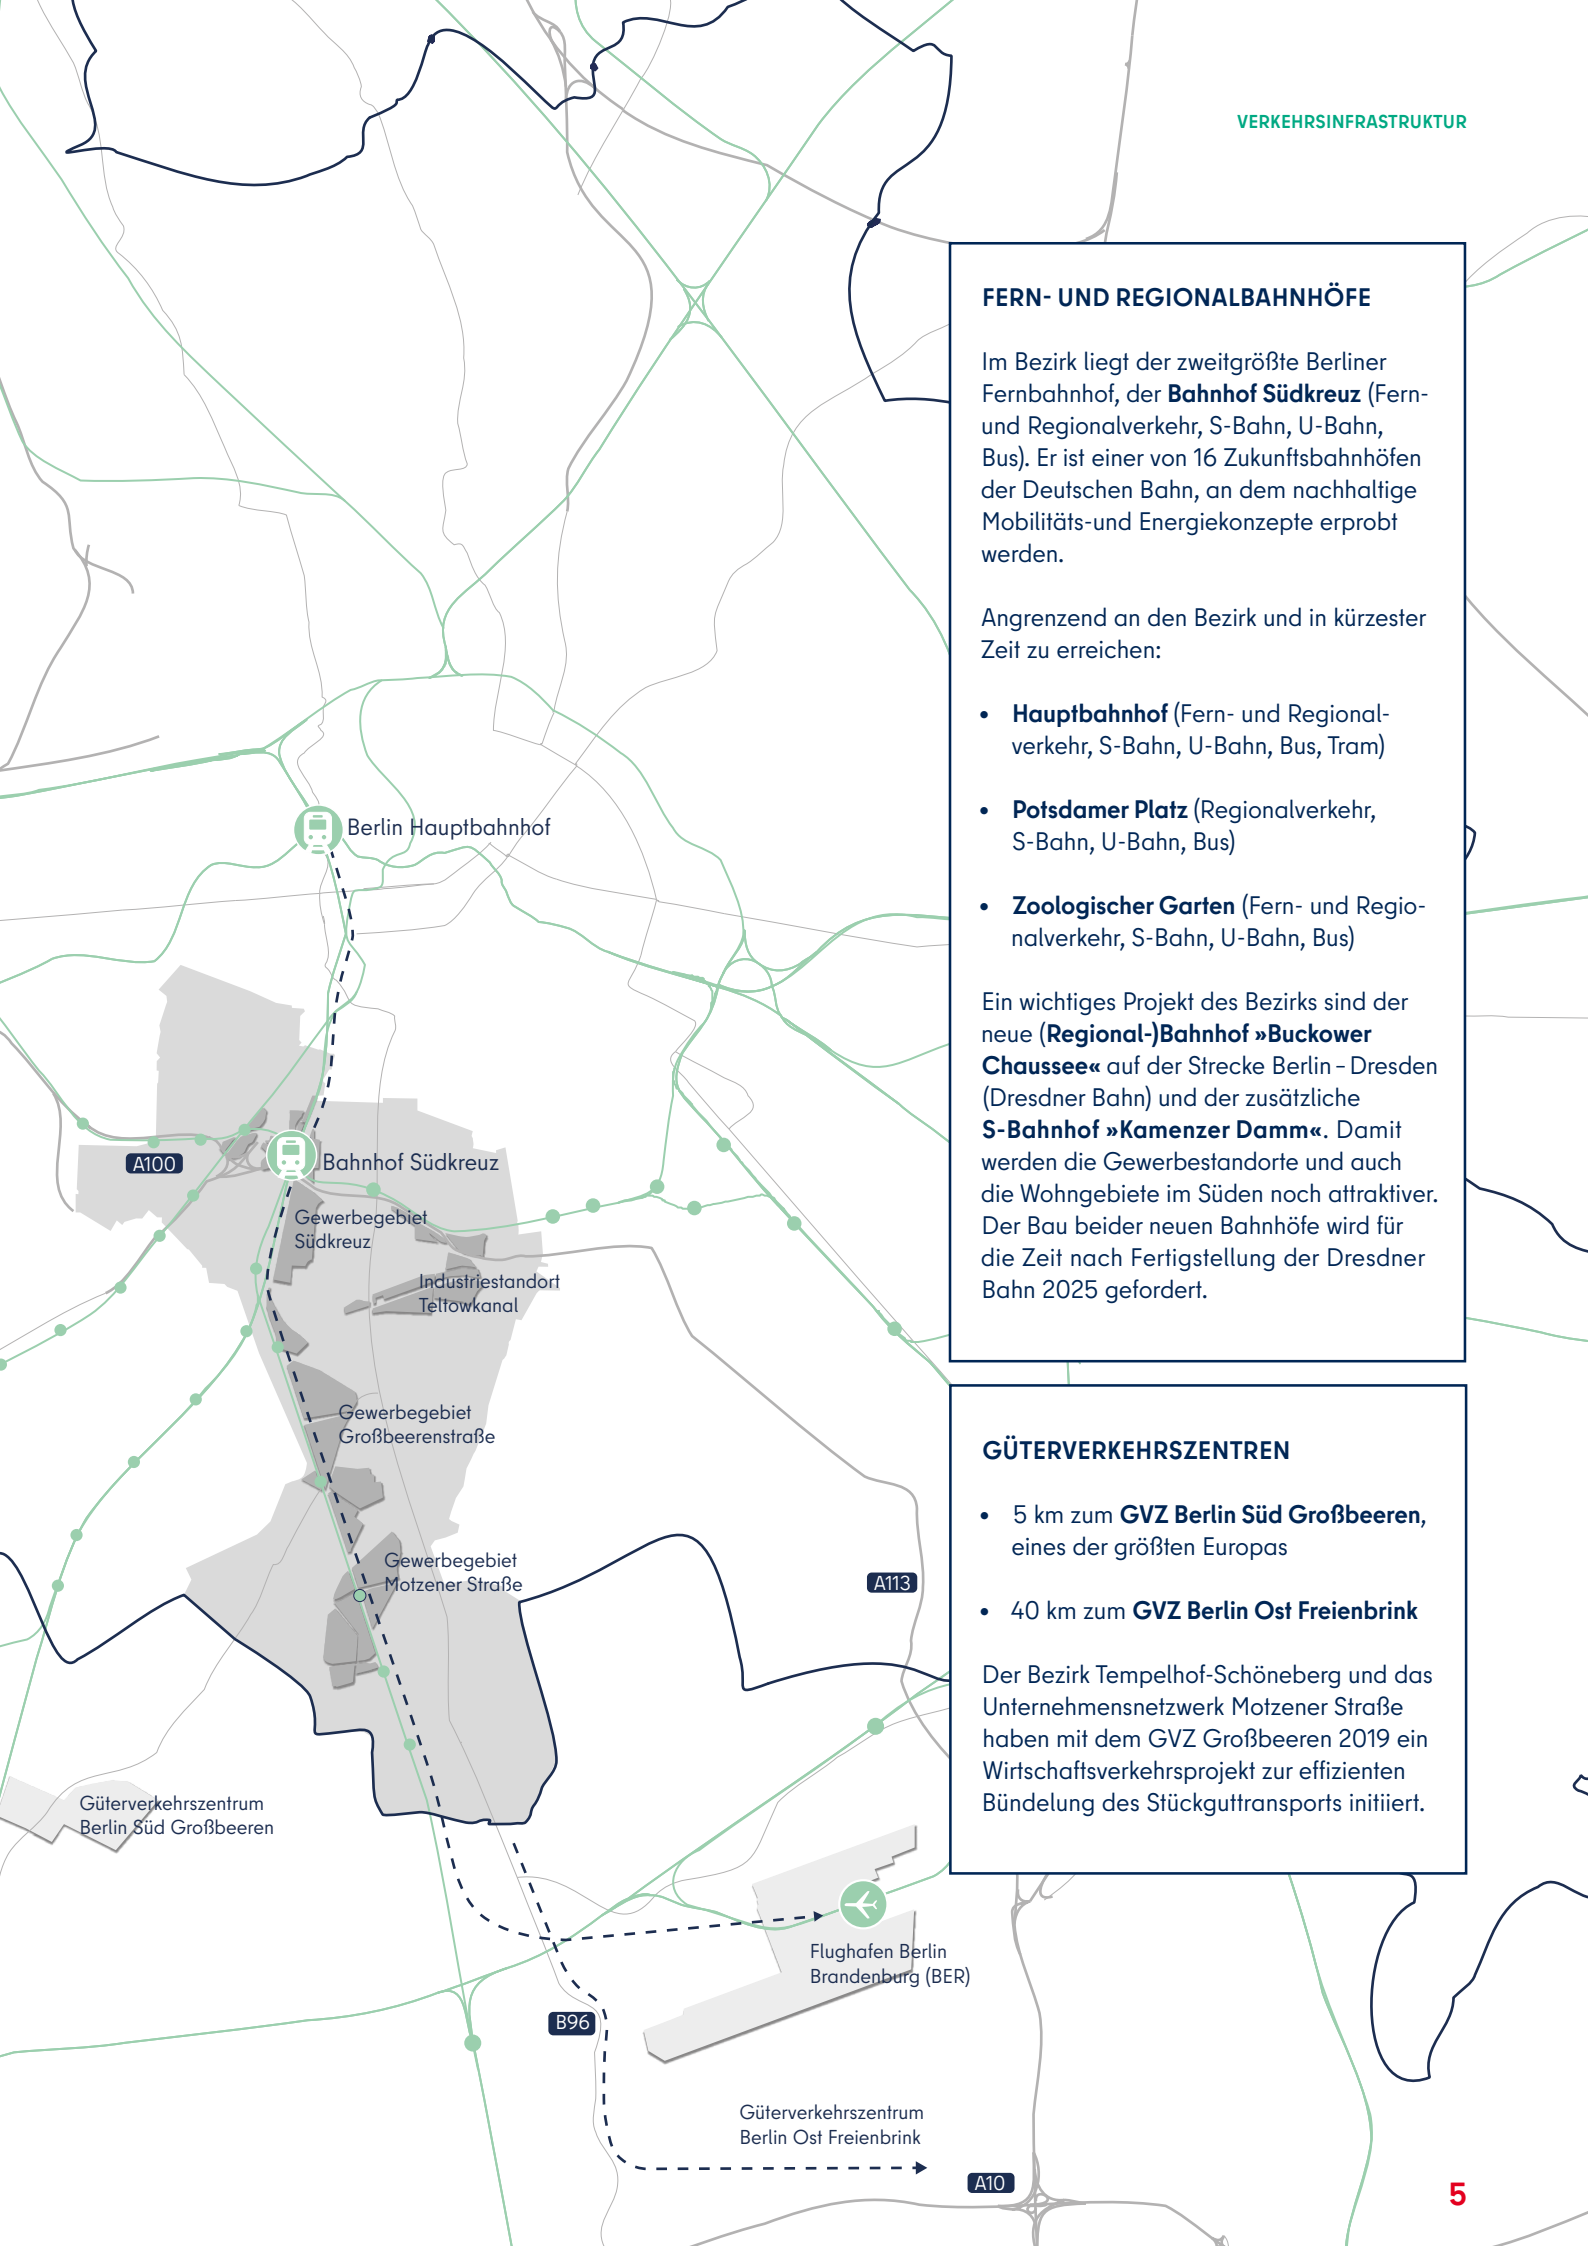 VERKEHRSINFRASTRUKTUR
FERN- UND REGIONALBAHNHÖFE
Im Bezirk liegt der zweitgrößte Berliner
Fernbahnhof, der Bahnhof Südkreuz (Fern-
und Regionalverkehr, S-Bahn, U-Bahn,
Bus). Er ist einer von 16 Zukunftsbahnhöfen
der Deutschen Bahn, an dem nachhaltige
Mobilitäts-und Energiekonzepte erprobt
werden.
Angrenzend an den Bezirk und in kürzester
Zeit zu erreichen:
• Hauptbahnhof (Fern- und Regional-
verkehr, S-Bahn, U-Bahn, Bus, Tram)
• Potsdamer Platz (Regionalverkehr,
S-Bahn, U-Bahn, Bus)
• Zoologischer Garten (Fern- und Regio-
nalverkehr, S-Bahn, U-Bahn, Bus)
Ein wichtiges Projekt des Bezirks sind der
neue (Regional-)Bahnhof »Buckower
Chaussee« auf der Strecke Berlin – Dresden
(Dresdner Bahn) und der zusätzliche
S-Bahnhof »Kamenzer Damm«. Damit
werden die Gewerbestandorte und auch
die Wohngebiete im Süden noch attraktiver.
Der Bau beider neuen Bahnhöfe wird für
die Zeit nach Fertigstellung der Dresdner
Bahn 2025 gefordert.
GÜTERVERKEHRSZENTREN
• 5 km zum GVZ Berlin Süd Großbeeren,
eines der größten Europas
• 40 km zum GVZ Berlin Ost Freienbrink
Der Bezirk Tempelhof-Schöneberg und das
Unternehmensnetzwerk Motzener Straße
haben mit dem GVZ Großbeeren 2019 ein
Wirtschaftsverkehrsprojekt zur effizienten
Bündelung des Stückguttransports initiiert.
Berlin Hauptbahnhof
A100
Bahnhof Südkreuz
Gewerbegebiet
Südkreuz
Industriestandort
Teltowkanal
Gewerbegebiet
Großbeerenstraße
Gewerbegebiet
Motzener Straße
A113
Güterverkehrszentrum
Berlin Süd Großbeeren
Flughafen Berlin
Brandenburg (BER)
B96
Güterverkehrszentrum
Berlin Ost Freienbrink
A10
5